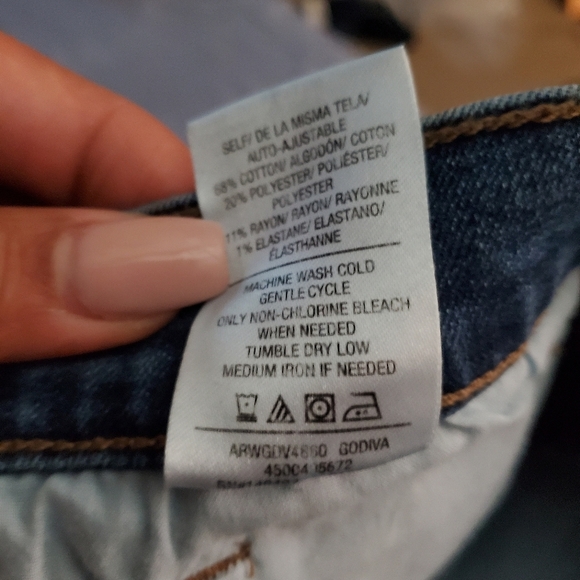 SELF/ DE LA MISMA TELA/
AUTO-AJUSTABLE
68% COTTON/ ALGODÓN/ COTON
20% POLYESTER/ POLIÉSTER/
POLYESTER
11% RAYON/ RAYON/ RAYONNE
1% ELASTANE/ ELASTANO/
ÉLASTHANNE
MACHINE WASH COLD
GENTLE CYCLE
ONLY NON-CHLORINE BLEACH
WHEN NEEDED
TUMBLE DRY LOW
MEDIUM IRON IF NEEDED
GODIVA